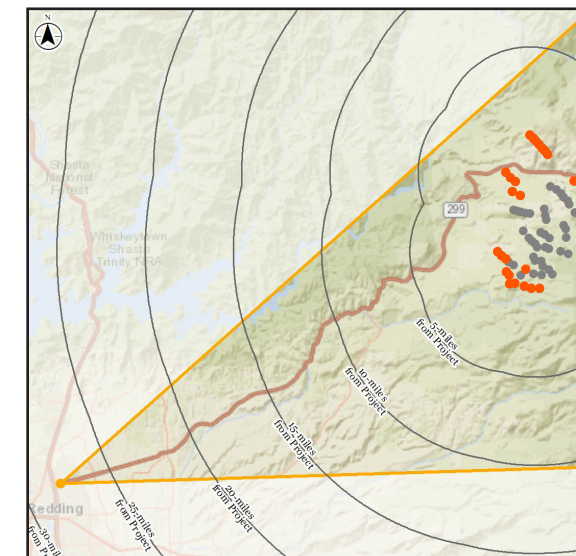 N
Shasta
National
Forest
Whiskeytown
Shasta
Trinity NRA
299
5-miles
from Project
10-miles
from Project
15-miles
from Project
20-miles
from Project
25-miles
from Project
Redding